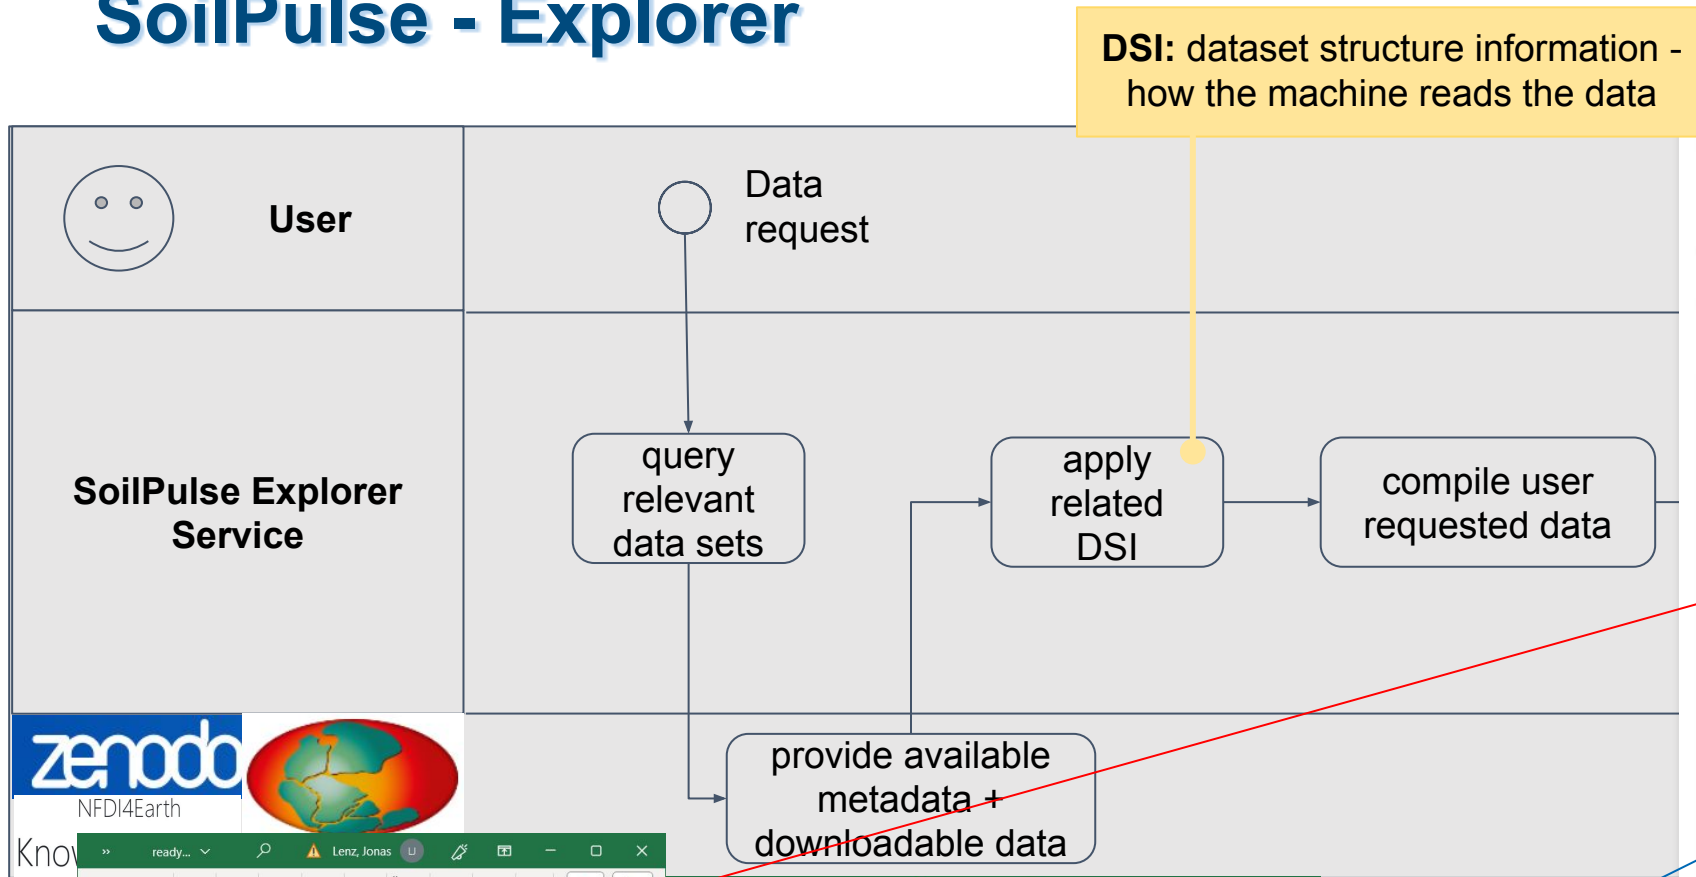 SoilPulse - Explorer
DSI: dataset structure information -
how the machine reads the data
User
Data
request
SoilPulse Explorer
Service
query
relevant
data sets
apply
related
DSI
compile user
requested data
zenodo
NFDI4Earth
provide available
metadata +
downloadable data
ready...
Lenz, Jonas
LJ